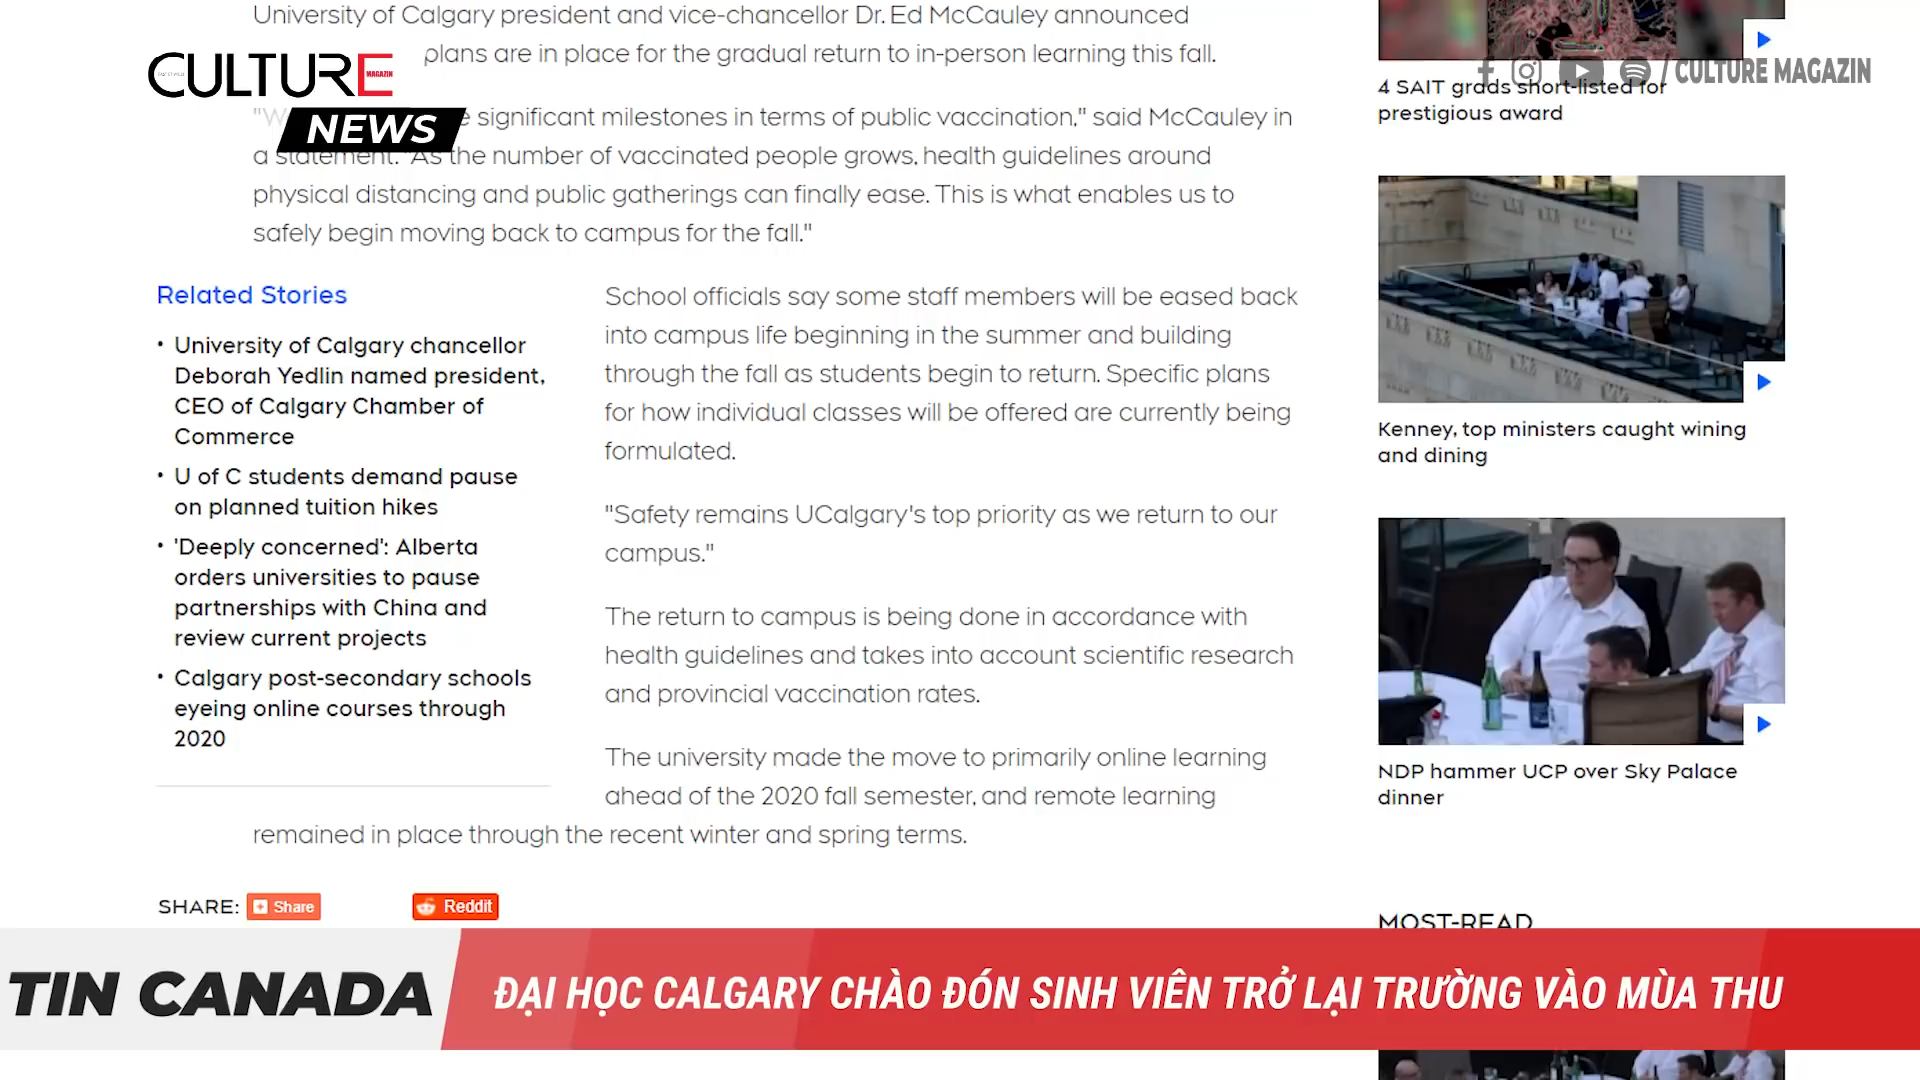 University of Calgary president and vice-chancellor Dr. Ed McCauley announced
plans are in place for the gradual return to in-person learning this fall.
CULTURE
MAGAZIN
NEWS
significant milestones in terms of public vaccination," said McCauley in
a statement. "As the number of vaccinated people grows, health guidelines around
physical distancing and public gatherings can finally ease. This is what enables us to
safely begin moving back to campus for the fall."
Related Stories
• University of Calgary chancellor
Deborah Yedlin named president,
CEO of Calgary Chamber of
Commerce
• U of C students demand pause
on planned tuition hikes
• 'Deeply concerned': Alberta
orders universities to pause
partnerships with China and
review current projects
• Calgary post-secondary schools
eyeing online courses through
2020
School officials say some staff members will be eased back
into campus life beginning in the summer and building
through the fall as students begin to return. Specific plans
for how individual classes will be offered are currently being
formulated.
"Safety remains UCalgary's top priority as we return to our
campus."
The return to campus is being done in accordance with
health guidelines and takes into account scientific research
and provincial vaccination rates.
The university made the move to primarily online learning
ahead of the 2020 fall semester, and remote learning
remained in place through the recent winter and spring terms.
SHARE: Share Reddit
/ CULTURE MAGAZIN
4 SAIT grads short-listed for
prestigious award
Kenney, top ministers caught wining
and dining
NDP hammer UCP over Sky Palace
dinner
MOST-READ
TIN CANADA
ĐẠI HỌC CALGARY CHÀO ĐÓN SINH VIÊN TRỞ LẠI TRƯỜNG VÀO MÙA THU